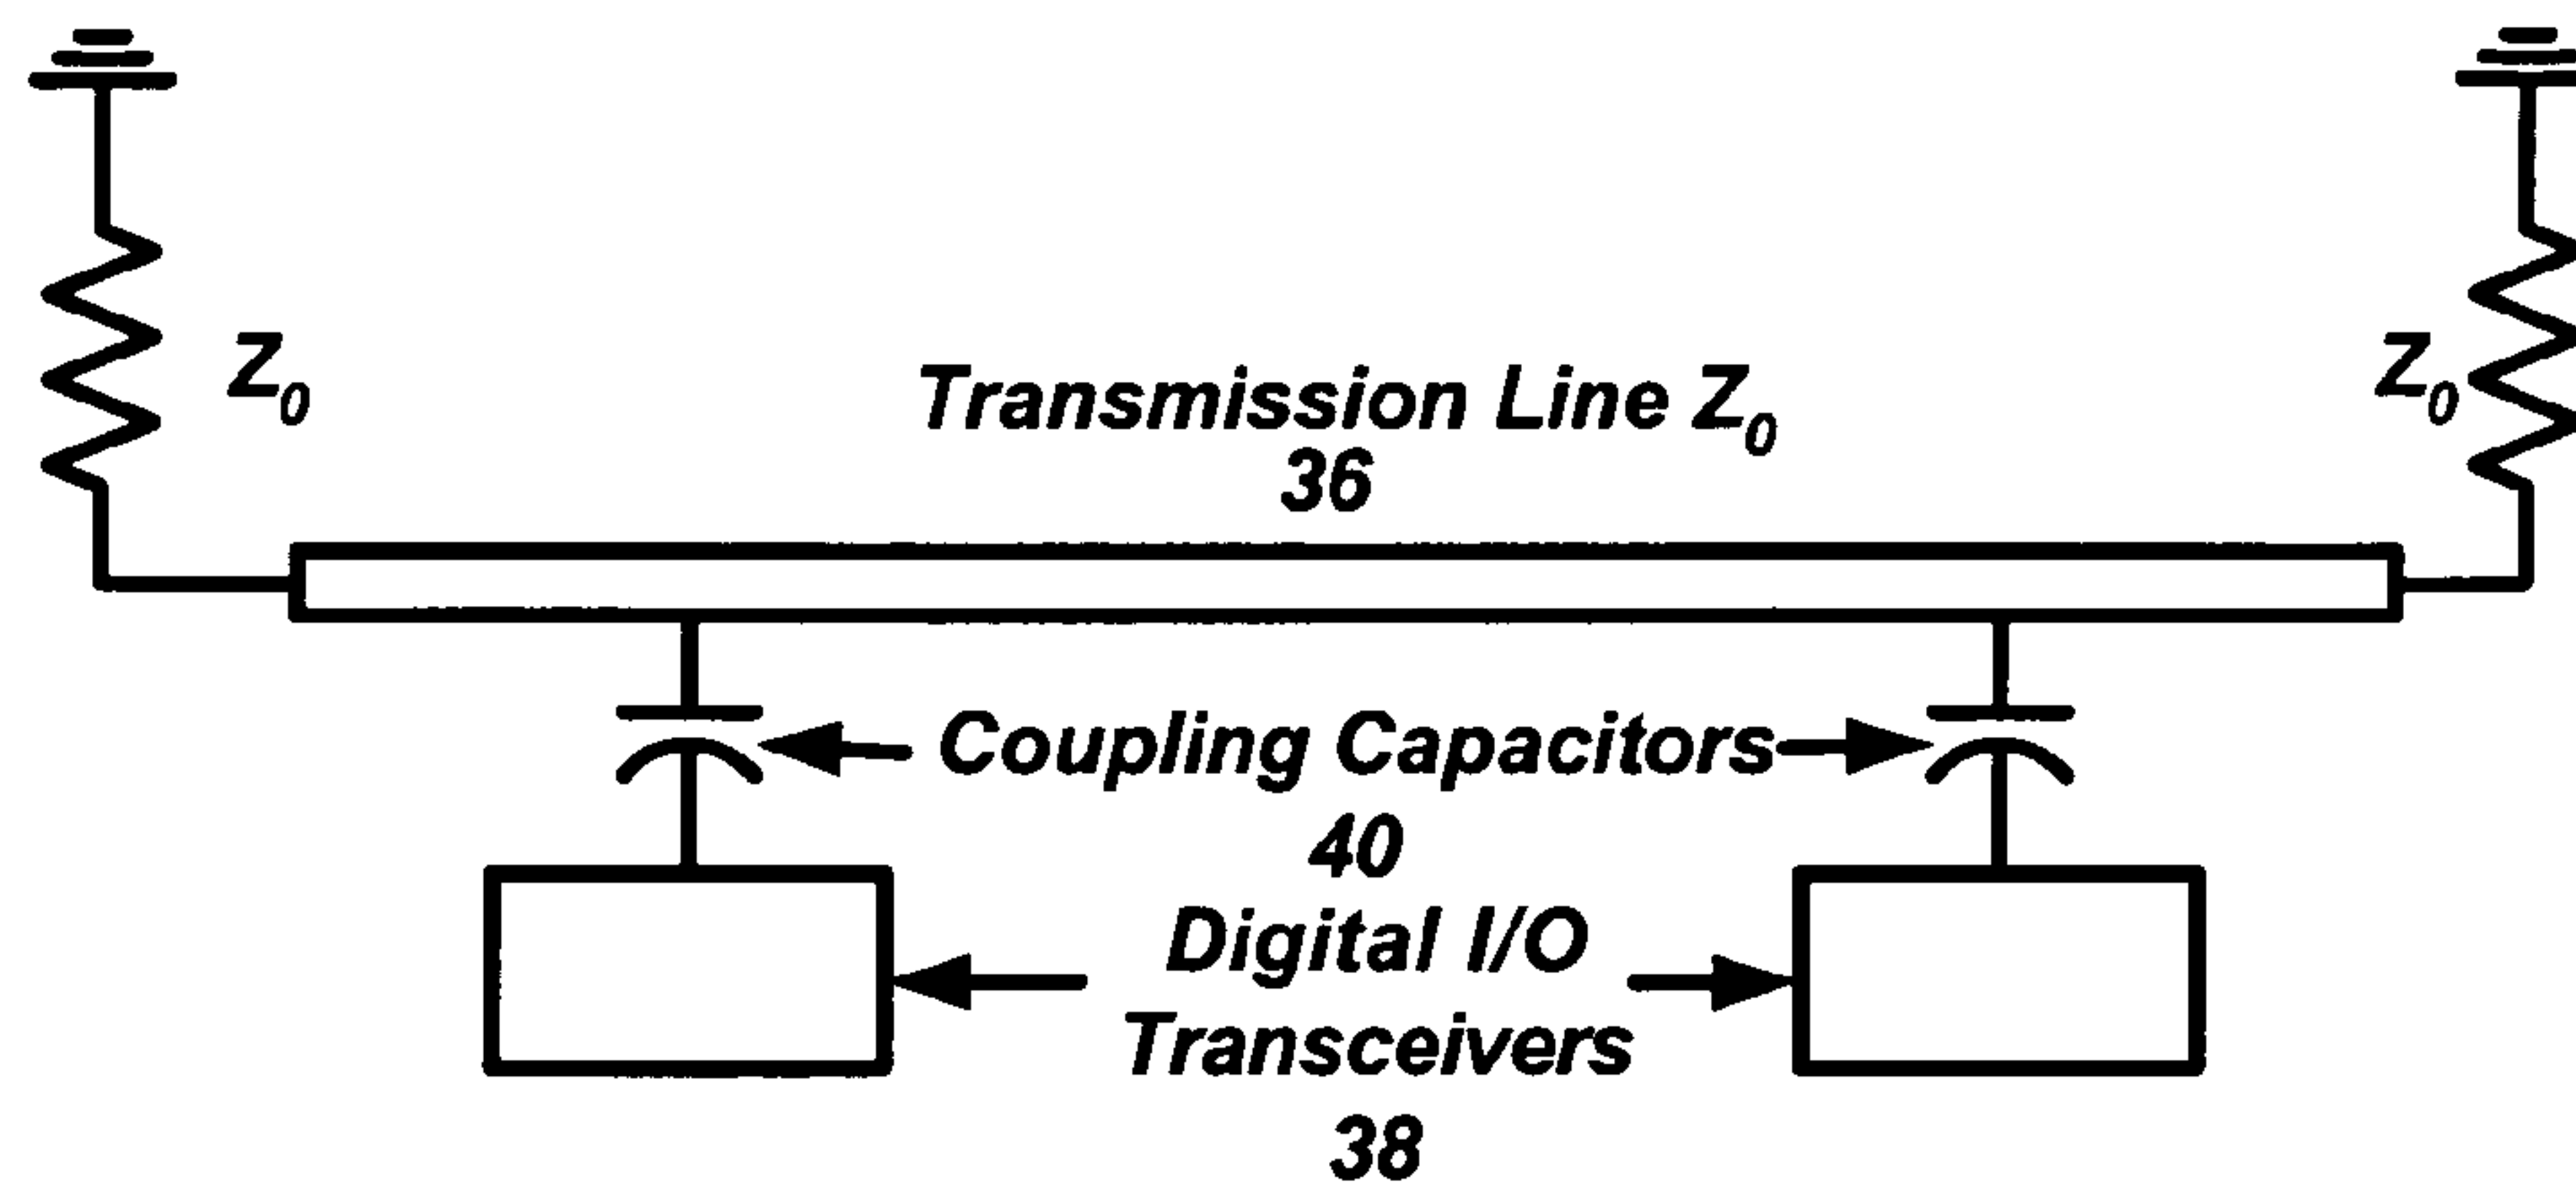 Z0
Z0
Transmission Line Z0
36
Coupling Capacitors
40
Digital I/O
Transceivers
38